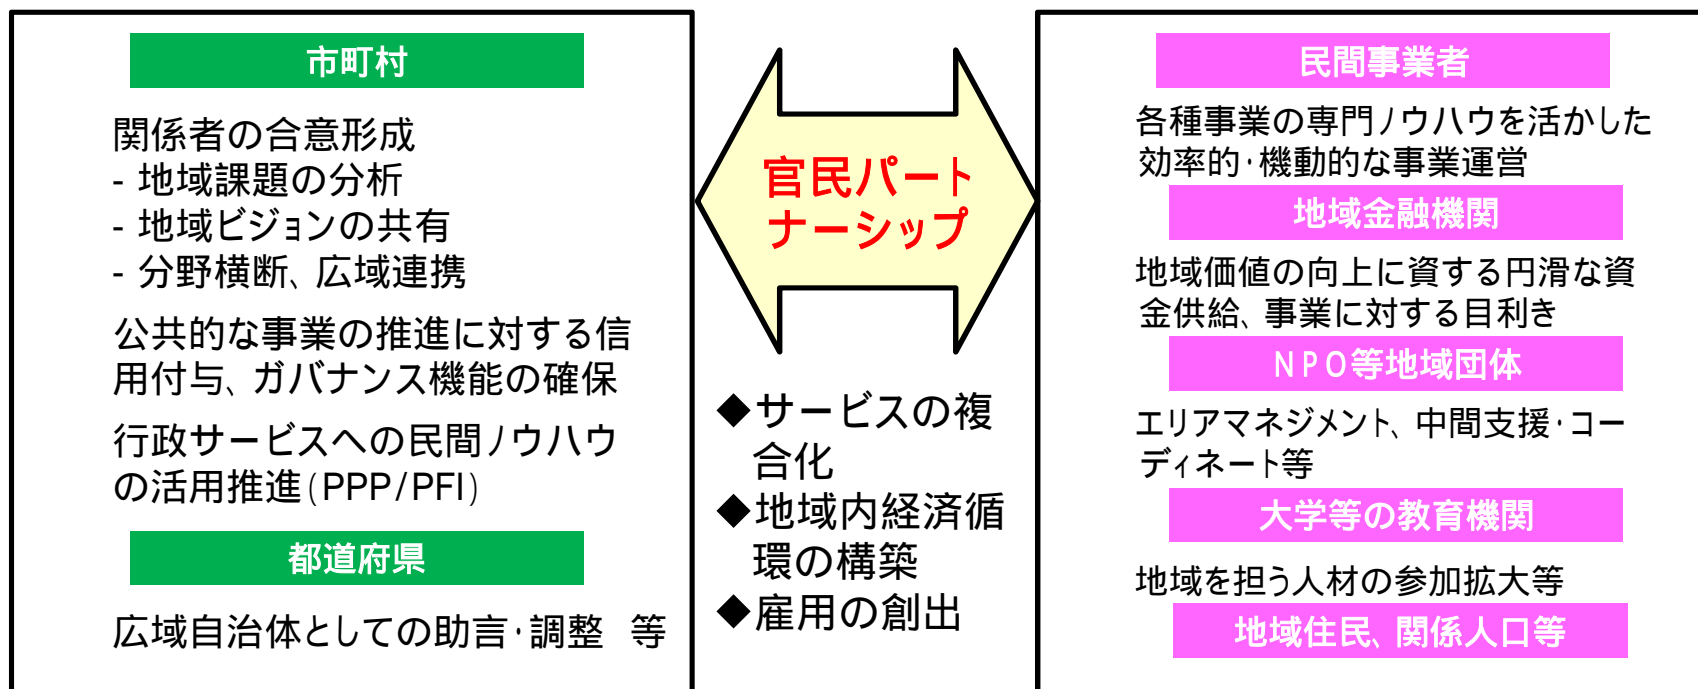 市町村
関係者の合意形成
- 地域課題の分析
- 地域ビジョンの共有
- 分野横断、広域連携
公共的な事業の推進に対する信
用付与、ガバナンス機能の確保
行政サービスへの民間ノウハウ
の活用推進(PPP/PFI)
都道府県
広域自治体としての助言・調整　等
官民パート
ナーシップ
◆サービスの複
合化
◆地域内経済循
環の構築
◆雇用の創出
民間事業者
各種事業の専門ノウハウを活かした
効率的・機動的な事業運営
地域金融機関
地域価値の向上に資する円滑な資
金供給、事業に対する目利き
NPO等地域団体
エリアマネジメント、中間支援・コー
ディネート等
大学等の教育機関
地域を担う人材の参加拡大等
地域住民、関係人口等